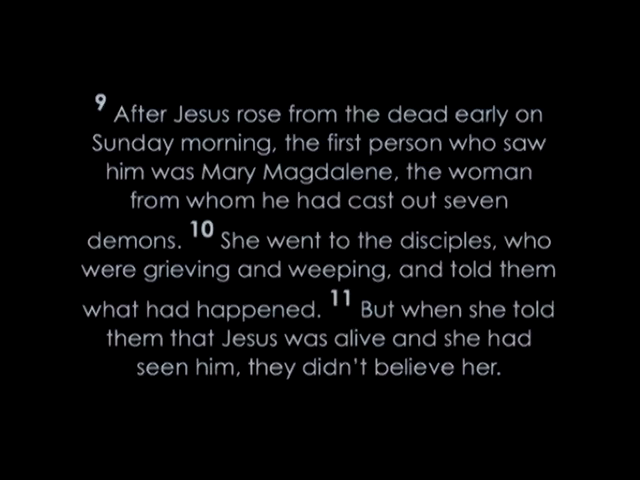 9 After Jesus rose from the dead early on
Sunday morning, the first person who saw
him was Mary Magdalene, the woman
from whom he had cast out seven
demons. 10 She went to the disciples, who
were grieving and weeping, and told them
what had happened. 11 But when she told
them that Jesus was alive and she had
seen him, they didn't believe her.